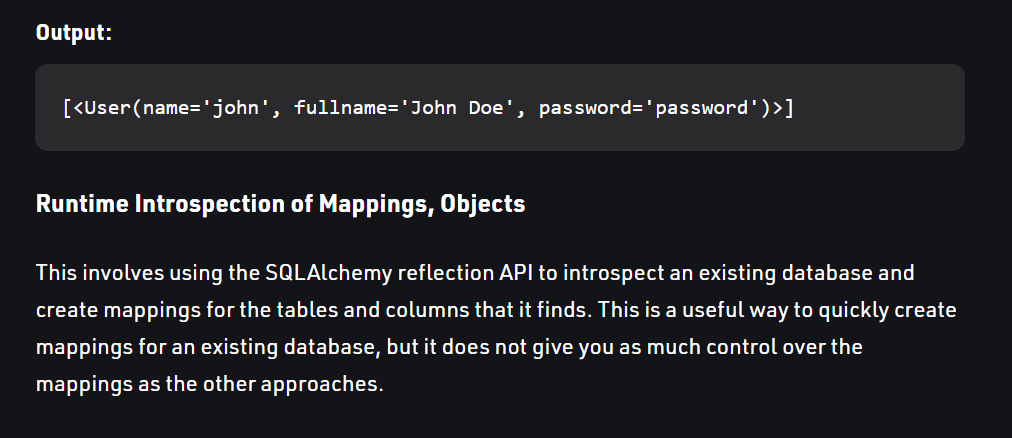 Output:
[<User(name='john', fullname='John Doe', password='password')>]
Runtime Introspection of Mappings, Objects
This involves using the SQLAlchemy reflection API to introspect an existing database and
create mappings for the tables and columns that it finds. This is a useful way to quickly create
mappings for an existing database, but it does not give you as much control over the
mappings as the other approaches.